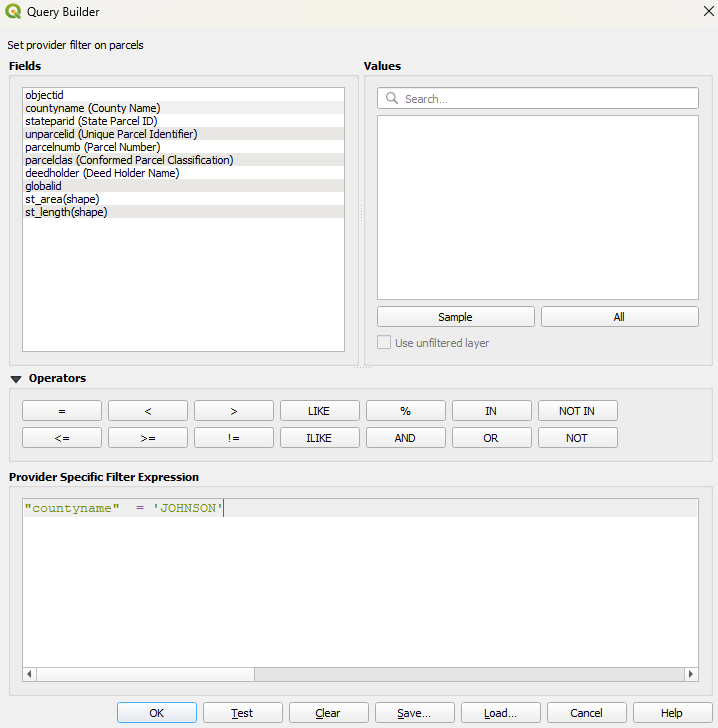 Query Builder
Set provider filter on parcels
Fields
objectid
countyname (County Name)
stateparid (State Parcel ID)
unparcelid (Unique Parcel Identifier)
parcelnumb (Parcel Number)
parcelclas (Conformed Parcel Classification)
deedholder (Deed Holder Name)
globalid
st_area(shape)
st_length(shape)
Values
Search...
Sample All
Use unfiltered layer
Operators
= < > LIKE % IN NOT IN
<= >= != ILIKE AND OR NOT
Provider Specific Filter Expression
"countyname"  = 'JOHNSON'
OK Test Clear Save... Load... Cancel Help